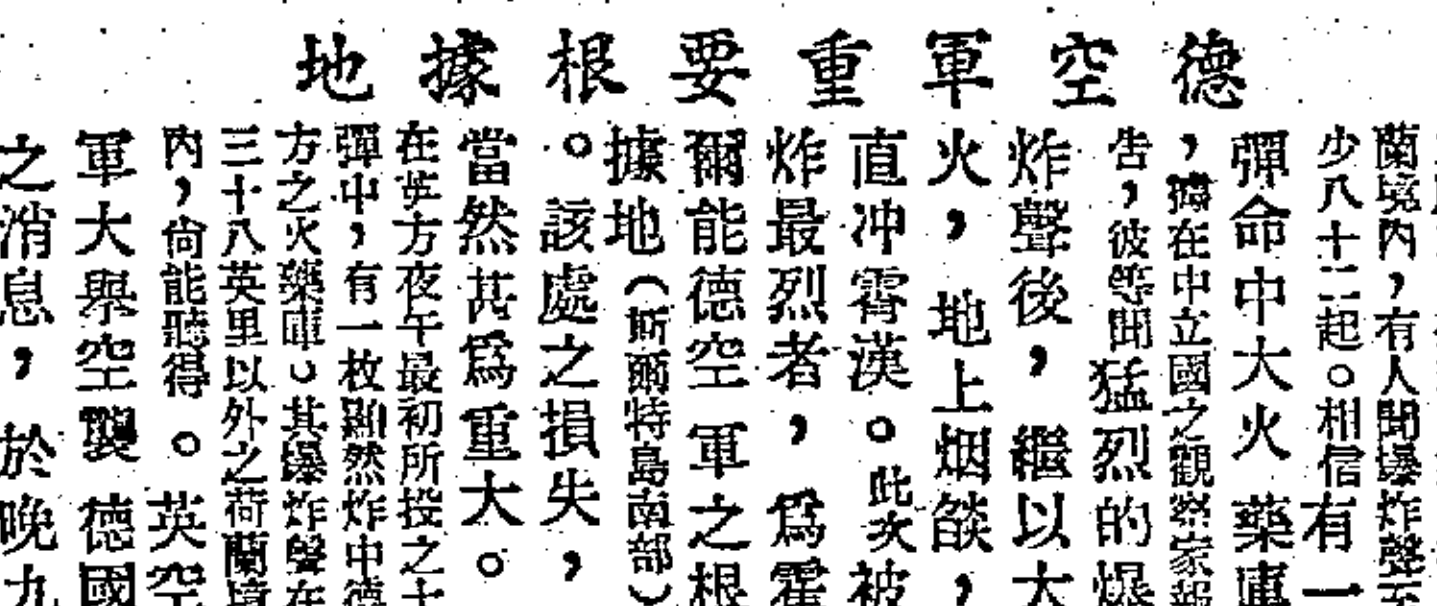 德空軍重要根據地
蘭境內，有人聞爆炸聲至
少八十二起。相信有一
彈命中大火藥庫
，據在中立國之觀察家報
告，彼等聞猛烈的爆
炸聲後，繼以大
火，地上烟燄，
直冲霄漢。此次被
炸最烈者，爲霍
爾能德空軍之根
據地（斯爾特島南部）
。該處之損失，
當然甚爲重大。
在英方夜午最初所投之十
彈中，有一枚顯然炸中德
方之火藥庫。其爆炸聲在
三十八英里以外之荷蘭境
內，尙能聽得。英空
軍大舉空襲德國
之消息，於晚九